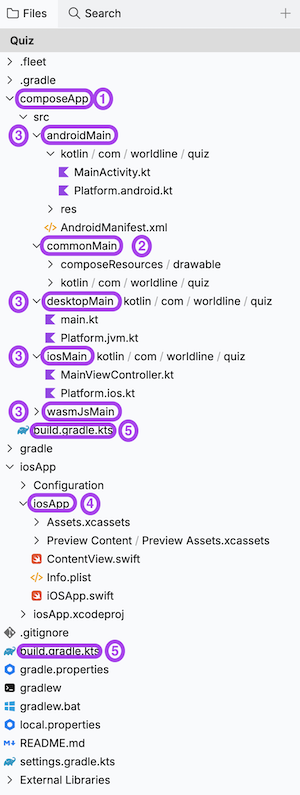 Files Search
Quiz
.fleet
.gradle
composeApp 1
src
3 androidMain
kotlin / com / worldline / quiz
MainActivity.kt
Platform.android.kt
res
</> AndroidManifest.xml
commonMain 2
composeResources / drawable
kotlin / com / worldline / quiz
3 desktopMain kotlin / com / worldline / quiz
main.kt
Platform.jvm.kt
3 iosMain kotlin / com / worldline / quiz
MainViewController.kt
Platform.ios.kt
3 wasmJsMain
build.gradle.kts 5
gradle
iosApp
Configuration
iosApp 4
Assets.xcassets
Preview Content / Preview Assets.xcassets
ContentView.swift
</> Info.plist
iOSApp.swift
iosApp.xcodeproj
.gitignore
build.gradle.kts 5
gradle.properties
gradlew
gradlew.bat
local.properties
M↓ README.md
settings.gradle.kts
External Libraries